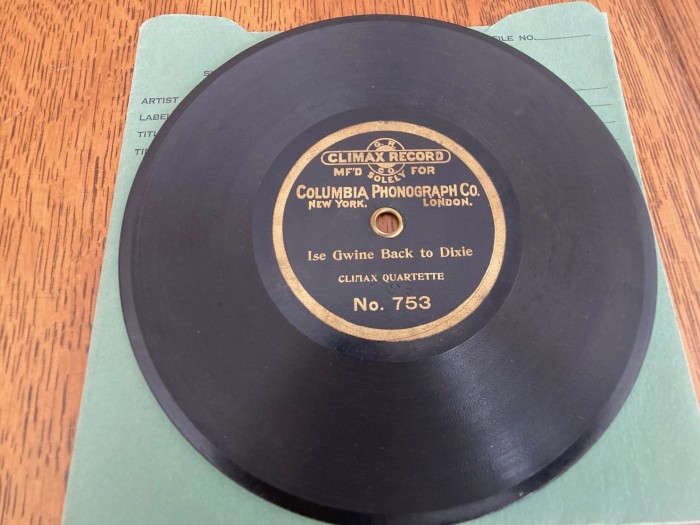 FILE NO.
ARTIST
LABEL
G. R.
CLIMAX RECORD
CO
MF'D SOLELY FOR
COLUMBIA PHONOGRAPH CO.
NEW YORK. LONDON.
Ise Gwine Back to Dixie
CLIMAX QUARTETTE
No. 753